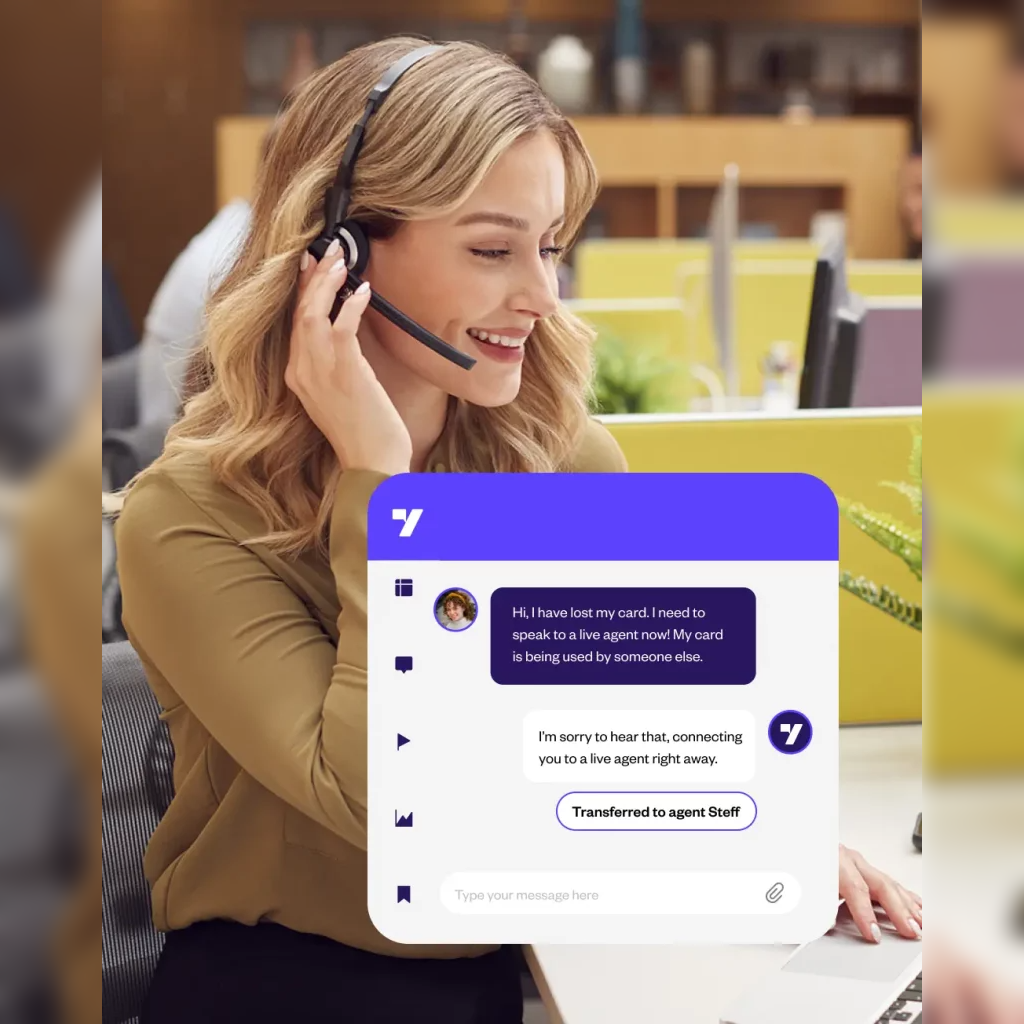 Hi, I have lost my card. I need to
speak to a live agent now! My card
is being used by someone else.
I'm sorry to hear that, connecting
you to a live agent right away.
Transferred to agent Steff
Type your message here